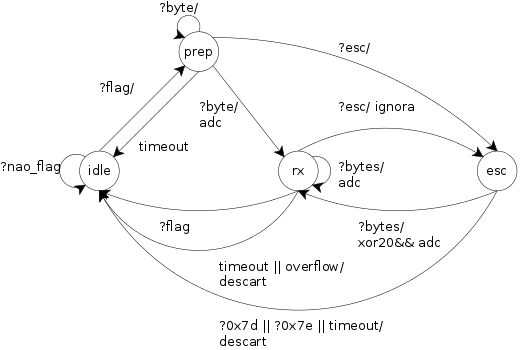 ?byte/
prep
?esc/
?flag/
?byte/
adc
?esc/ ignora
timeout
?nao_flag
idle
rx
?bytes/
adc
esc
?flag
?bytes/
xor20&& adc
timeout || overflow/
descart
?0x7d || ?0x7e || timeout/
descart